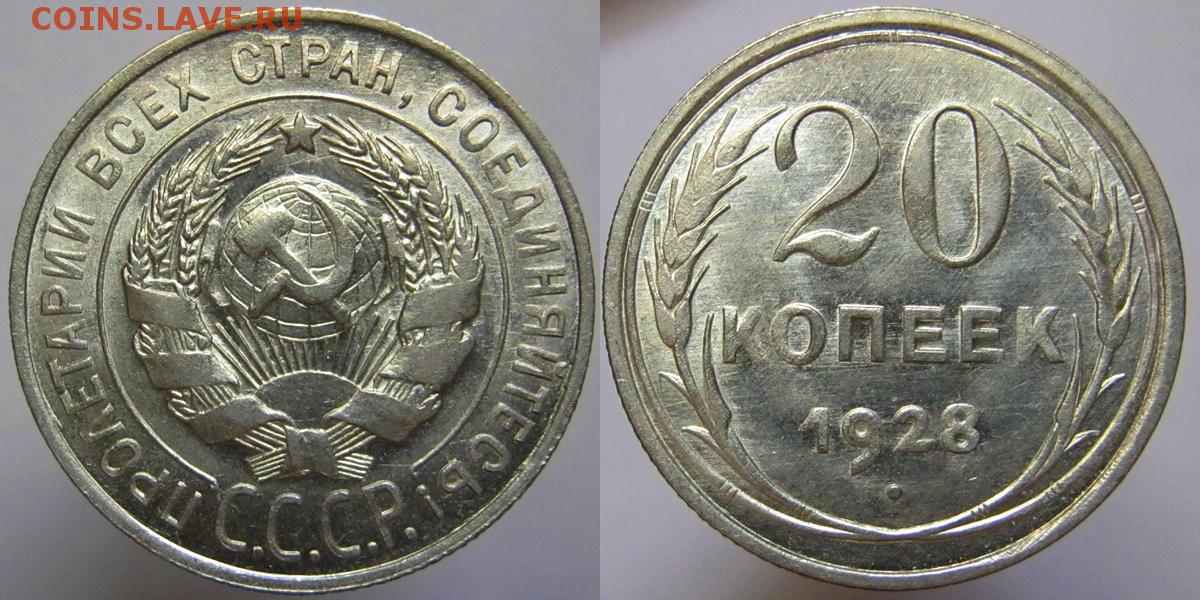 COINS.LAVE.RU
ПРОЛЕТАРИИ ВСЕХ СТРАН, СОЕДИНЯЙТЕСЬ!
С.С.С.Р.
20
КОПЕЕК
1928